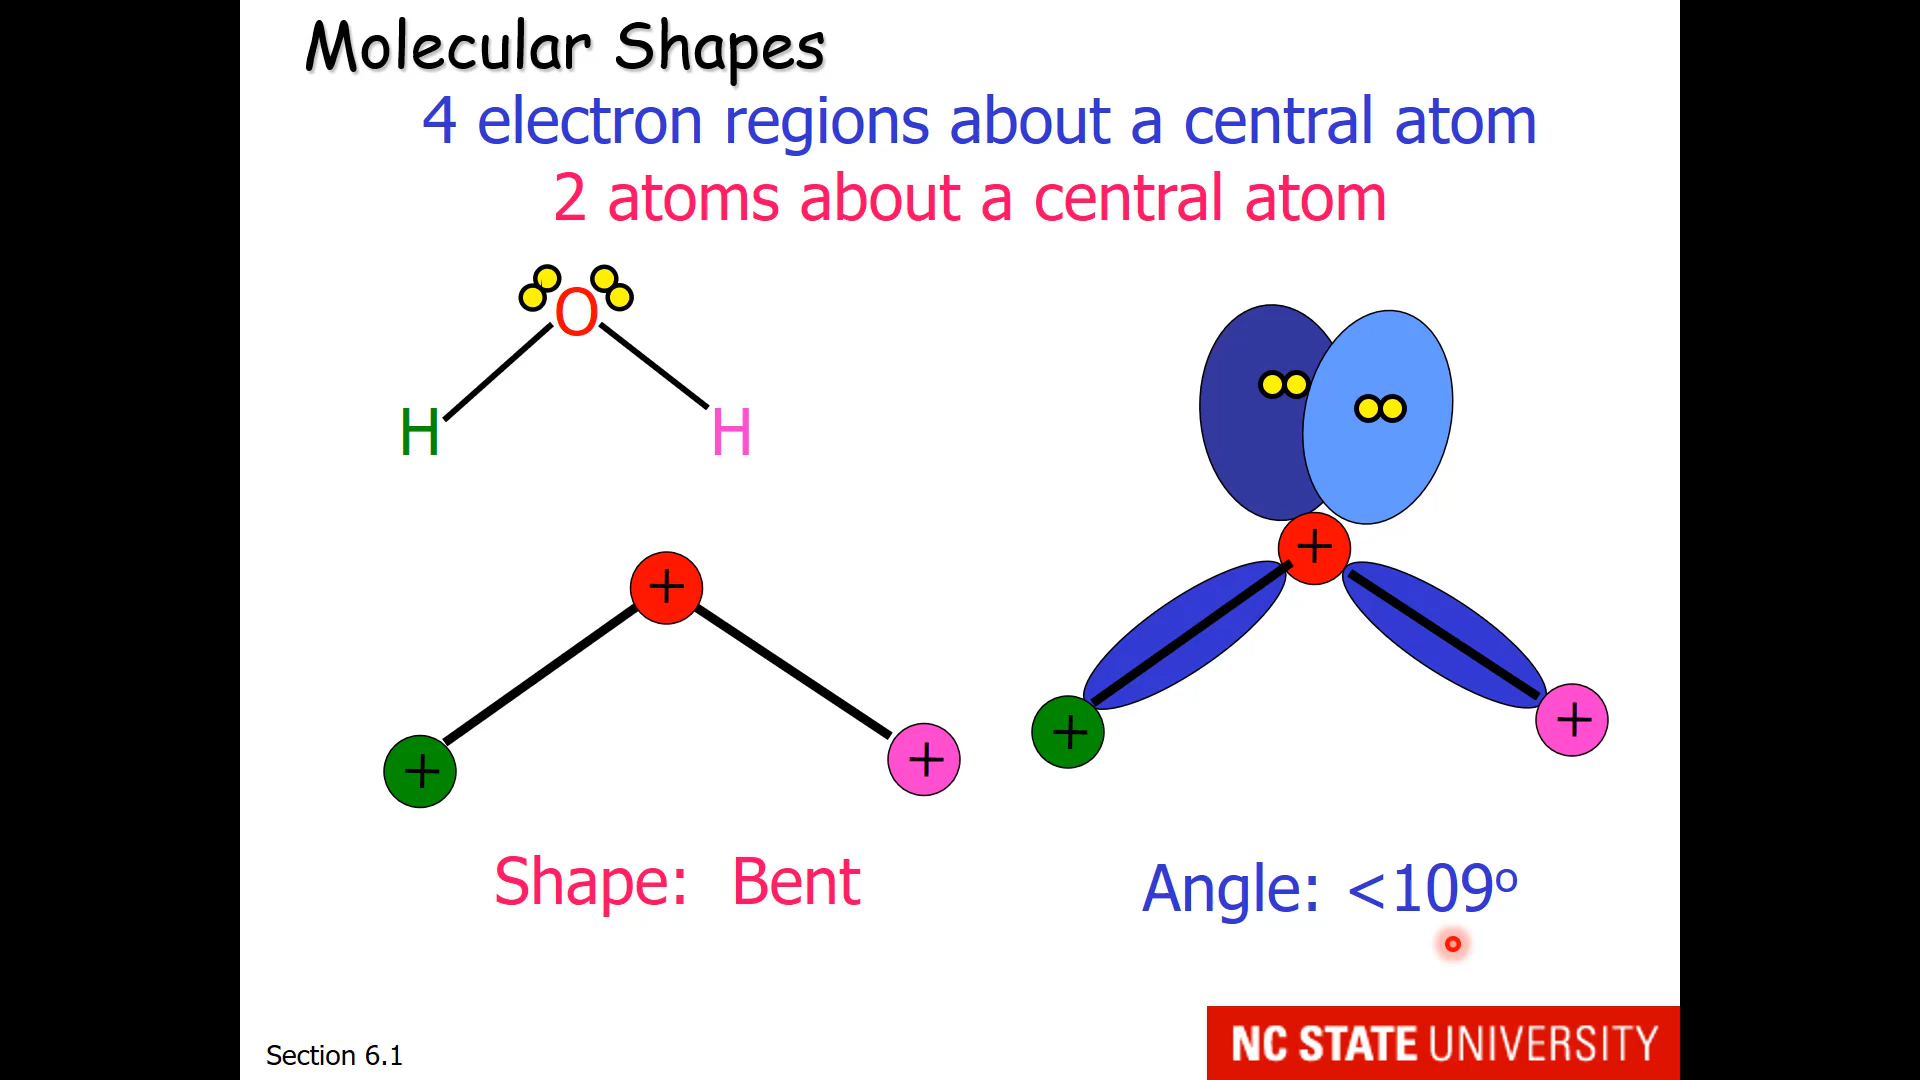 Molecular Shapes
4 electron regions about a central atom
2 atoms about a central atom
O
H H
+ +
+ + + +
Shape: Bent
Angle: <109º
Section 6.1
NC STATE UNIVERSITY